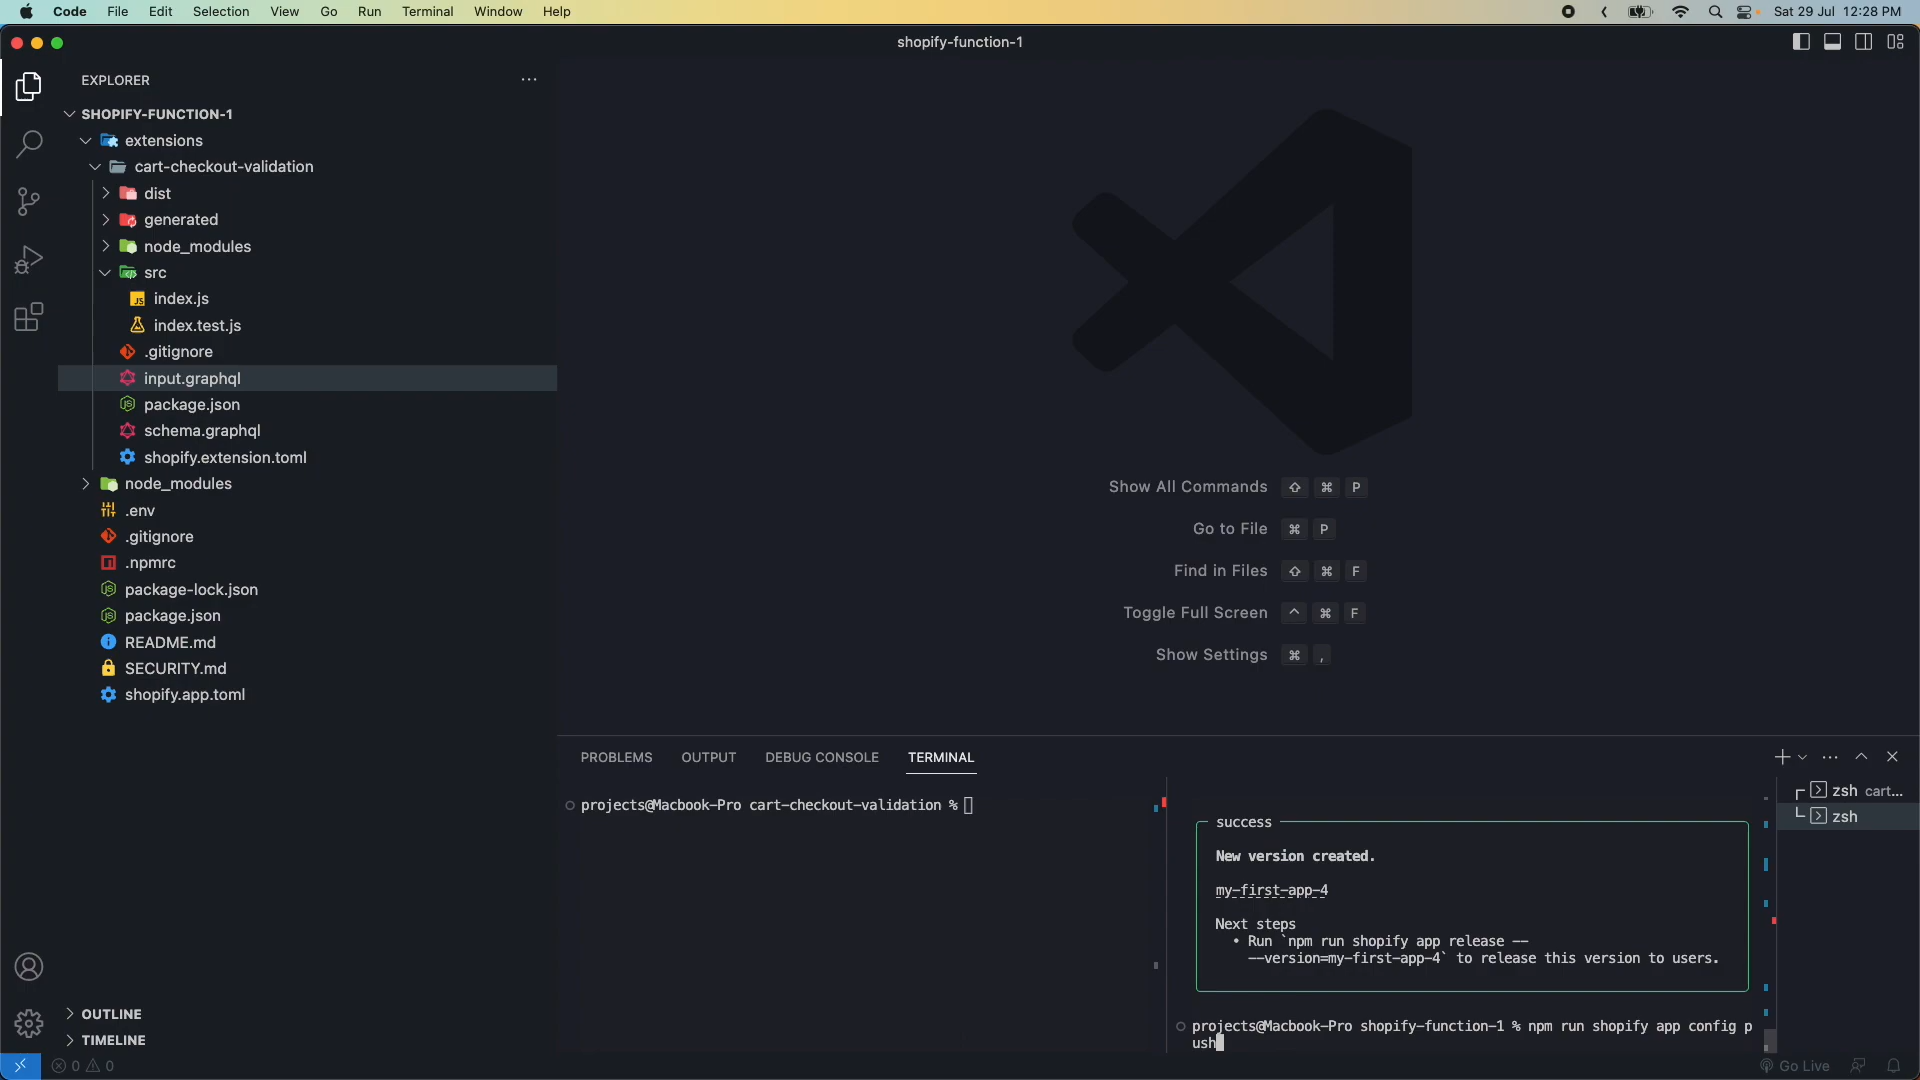 Code File Edit Selection View Go Run Terminal Window Help Sat 29 Jul 12:28 PM
shopify-function-1
EXPLORER
SHOPIFY-FUNCTION-1
extensions
cart-checkout-validation
dist
generated
node_modules
src
index.js
index.test.js
.gitignore
input.graphql
package.json
schema.graphql
shopify.extension.toml
node_modules
.env
.gitignore
.npmrc
package-lock.json
package.json
README.md
SECURITY.md
shopify.app.toml
OUTLINE
TIMELINE
Show All Commands ⇧ ⌘ P
Go to File ⌘ P
Find in Files ⇧ ⌘ F
Toggle Full Screen ^ ⌘ F
Show Settings ⌘ ,
PROBLEMS OUTPUT DEBUG CONSOLE TERMINAL
projects@Macbook-Pro cart-checkout-validation %
success
New version created.
my-first-app-4
Next steps
• Run `npm run shopify app release --
--version=my-first-app-4` to release this version to users.
projects@Macbook-Pro shopify-function-1 % npm run shopify app config p
ush
zsh cart...
zsh
0 0
Go Live